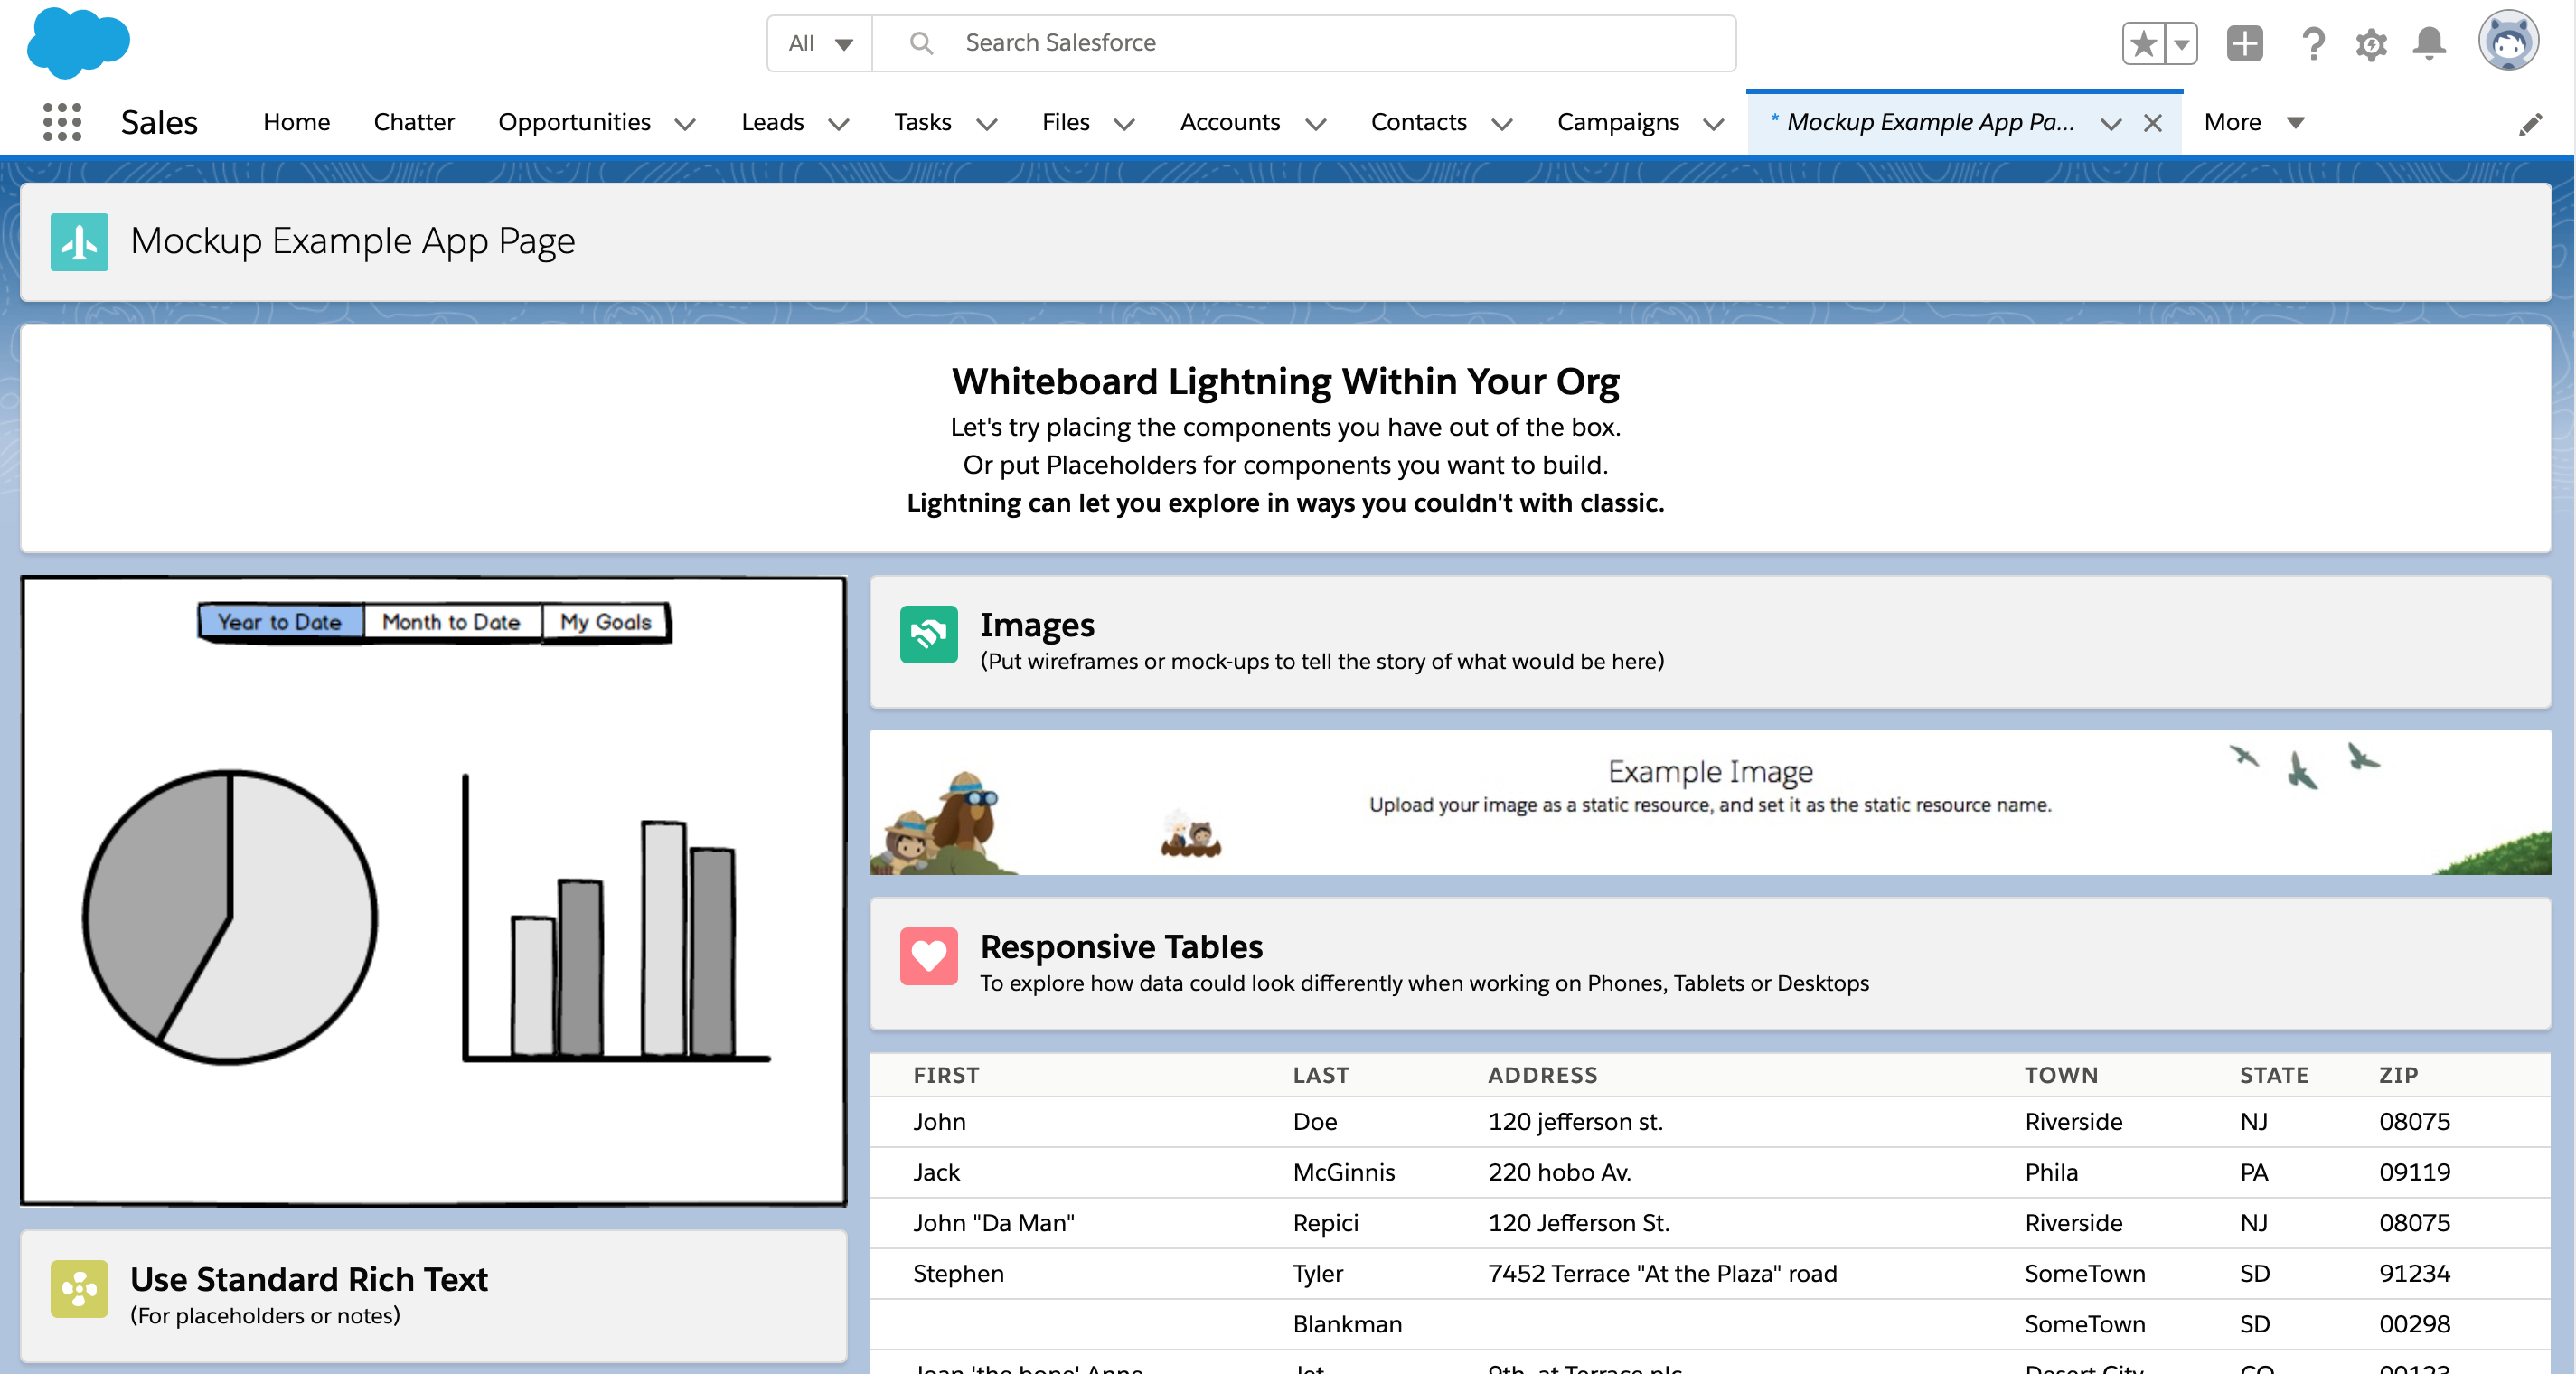 All
Search Salesforce
Sales Home Chatter Opportunities Leads Tasks Files Accounts Contacts Campaigns * Mockup Example App Pa... More
Mockup Example App Page
Whiteboard Lightning Within Your Org
Let's try placing the components you have out of the box.
Or put Placeholders for components you want to build.
Lightning can let you explore in ways you couldn't with classic.
Year to Date Month to Date My Goals
Use Standard Rich Text
(For placeholders or notes)
Images
(Put wireframes or mock-ups to tell the story of what would be here)
Example Image
Upload your image as a static resource, and set it as the static resource name.
Responsive Tables
To explore how data could look differently when working on Phones, Tablets or Desktops
FIRST LAST ADDRESS TOWN STATE ZIP
John Doe 120 jefferson st. Riverside NJ 08075
Jack McGinnis 220 hobo Av. Phila PA 09119
John "Da Man" Repici 120 Jefferson St. Riverside NJ 08075
Stephen Tyler 7452 Terrace "At the Plaza" road SomeTown SD 91234
Blankman SomeTown SD 00298